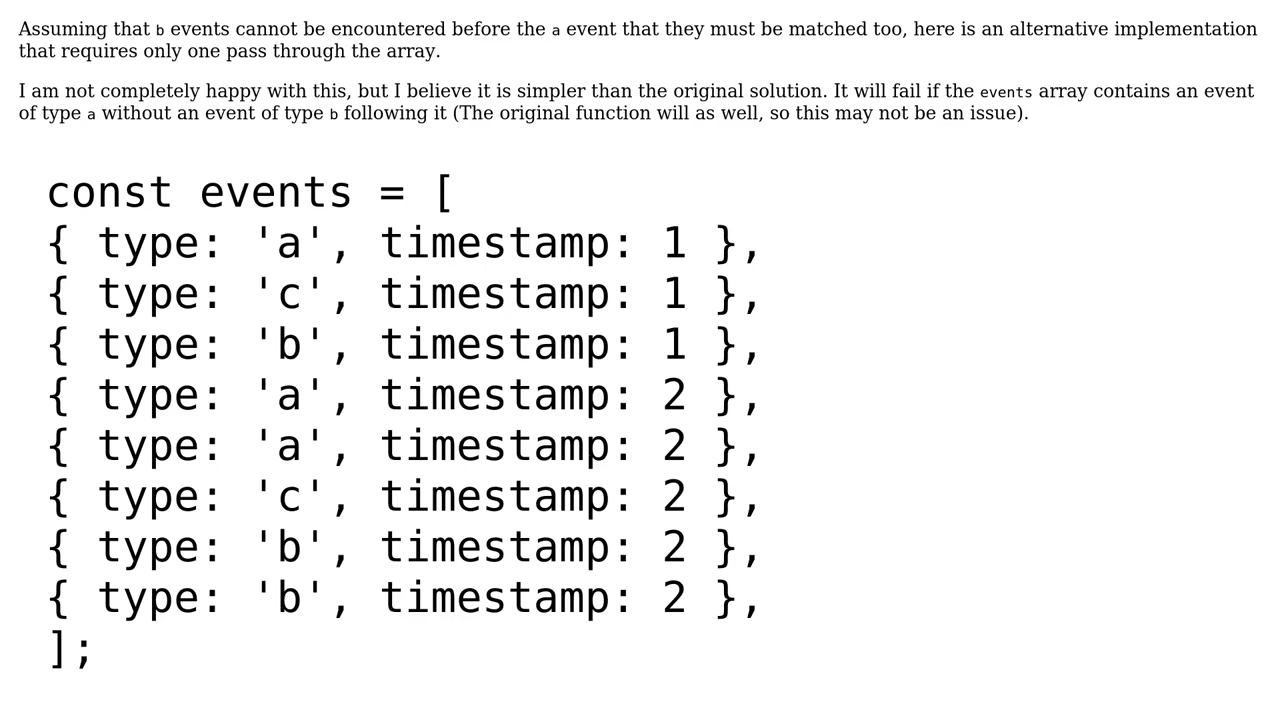 Assuming that b events cannot be encountered before the a event that they must be matched too, here is an alternative implementation
that requires only one pass through the array.
I am not completely happy with this, but I believe it is simpler than the original solution. It will fail if the events array contains an event
of type a without an event of type b following it (The original function will as well, so this may not be an issue).
const events = [
{ type: 'a', timestamp: 1 },
{ type: 'c', timestamp: 1 },
{ type: 'b', timestamp: 1 },
{ type: 'a', timestamp: 2 },
{ type: 'a', timestamp: 2 },
{ type: 'c', timestamp: 2 },
{ type: 'b', timestamp: 2 },
{ type: 'b', timestamp: 2 },
];